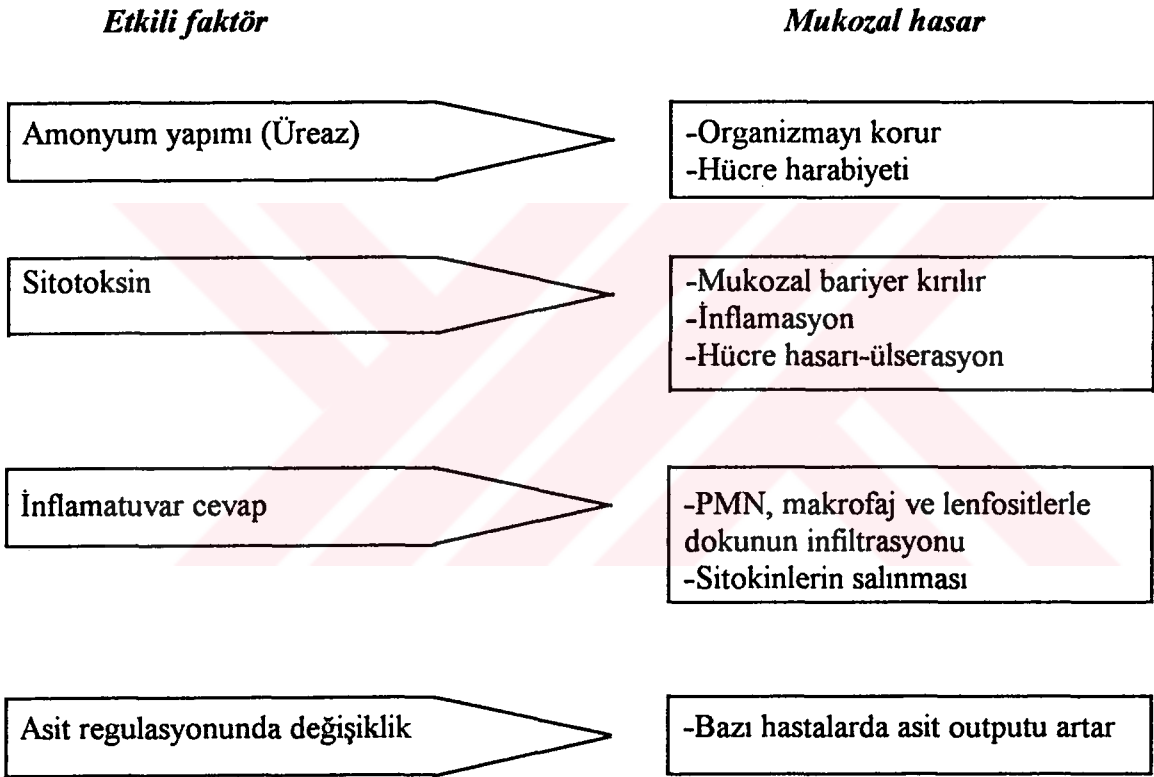 Etkili faktör
Mukozal hasar
Amonyum yapımı (Üreaz)
-Organizmayı korur
-Hücre harabiyeti
Sitotoksin
-Mukozal bariyer kırılır
-İnflamasyon
-Hücre hasarı-ülserasyon
İnflamatuvar cevap
-PMN, makrofaj ve lenfositlerle
dokunun infiltrasyonu
-Sitokinlerin salınması
Asit regulasyonunda değişiklik
-Bazı hastalarda asit outputu artar